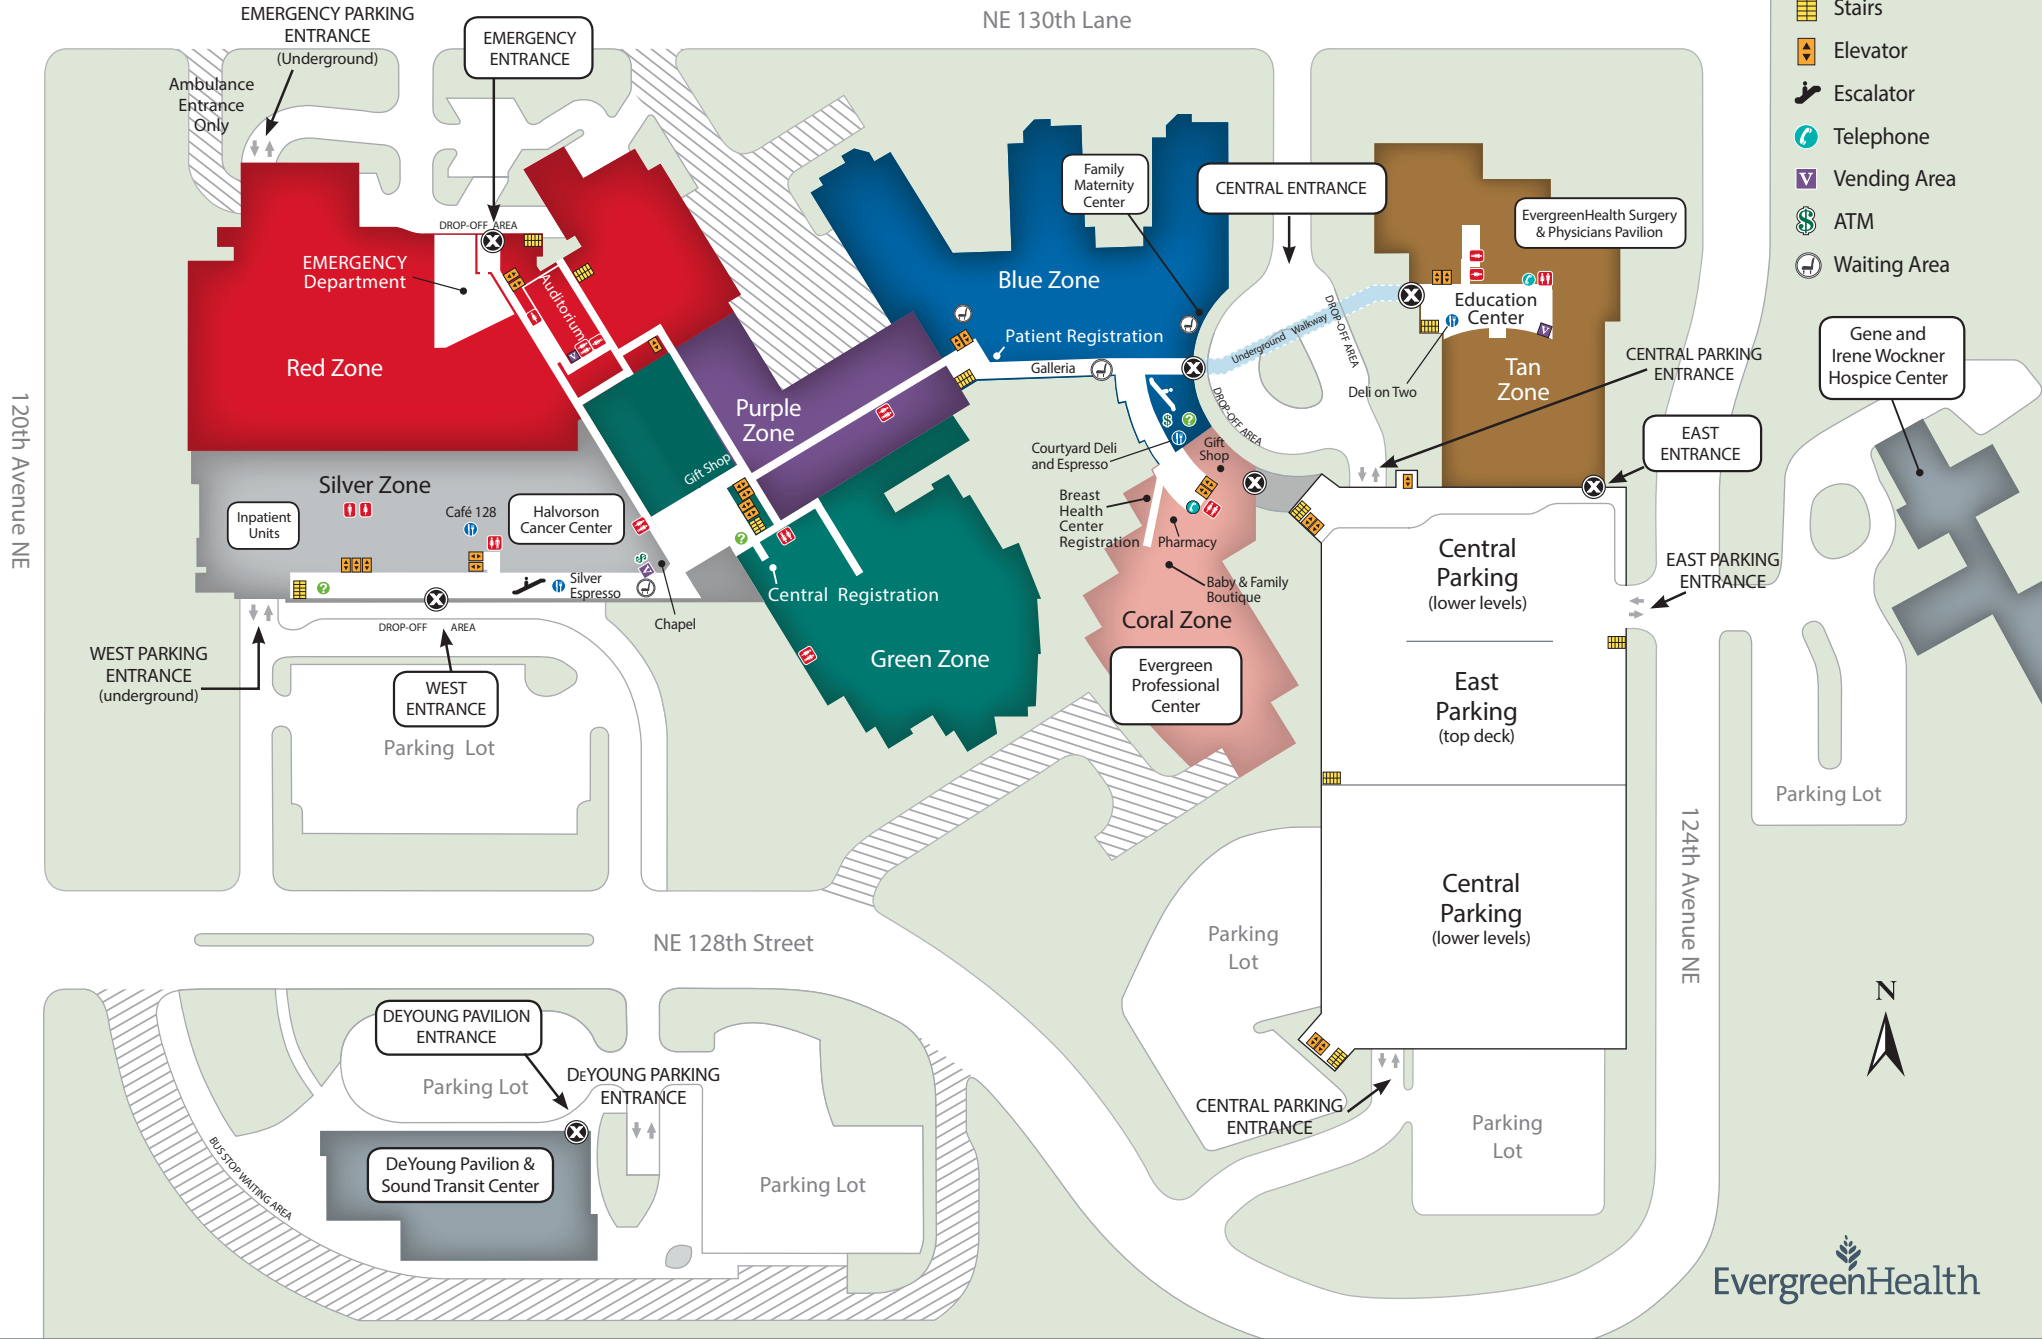 EMERGENCY PARKING
ENTRANCE
(Underground)
EMERGENCY
ENTRANCE
NE 130th Lane
Stairs
Elevator
Escalator
Telephone
V
Vending Area
$
ATM
Waiting Area
Ambulance
Entrance
Only
DROP-OFF AREA
EMERGENCY
Department
Auditorium
V
Red Zone
Family
Maternity
Center
CENTRAL ENTRANCE
EvergreenHealth Surgery
& Physicians Pavilion
Blue Zone
Patient Registration
Galleria
Underground Walkway
DROP-OFF AREA
DROP-OFF AREA
Education
Center
V
Deli on Two
Tan
Zone
CENTRAL PARKING
ENTRANCE
Gene and
Irene Wockner
Hospice Center
EAST
ENTRANCE
120th Avenue NE
Purple
Zone
Gift Shop
$
?
Courtyard Deli
and Espresso
Gift
Shop
Breast
Health
Center
Registration
Pharmacy
Baby & Family
Boutique
Coral Zone
Evergreen
Professional
Center
Silver Zone
Inpatient
Units
Café 128
Halvorson
Cancer Center
?
$
V
?
Silver
Espresso
Chapel
Central Registration
Green Zone
DROP-OFF AREA
WEST PARKING
ENTRANCE
(underground)
WEST
ENTRANCE
Parking Lot
Central
Parking
(lower levels)
EAST PARKING
ENTRANCE
East
Parking
(top deck)
Parking Lot
124th Avenue NE
Central
Parking
(lower levels)
Parking
Lot
NE 128th Street
N
DEYOUNG PAVILION
ENTRANCE
Parking Lot
DEYOUNG PARKING
ENTRANCE
CENTRAL PARKING
ENTRANCE
Parking
Lot
BUS STOP WAITING AREA
DeYoung Pavilion &
Sound Transit Center
Parking Lot
EvergreenHealth